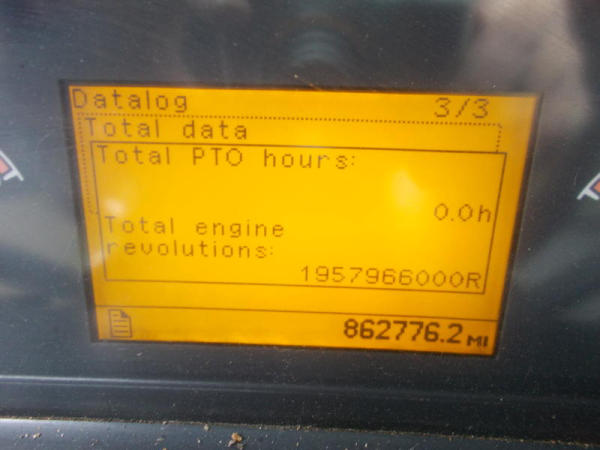 Datalog 3/3
Total data
Total PTO hours:
0.0h
Total engine
revolutions:
1957966000R
862776.2 MI